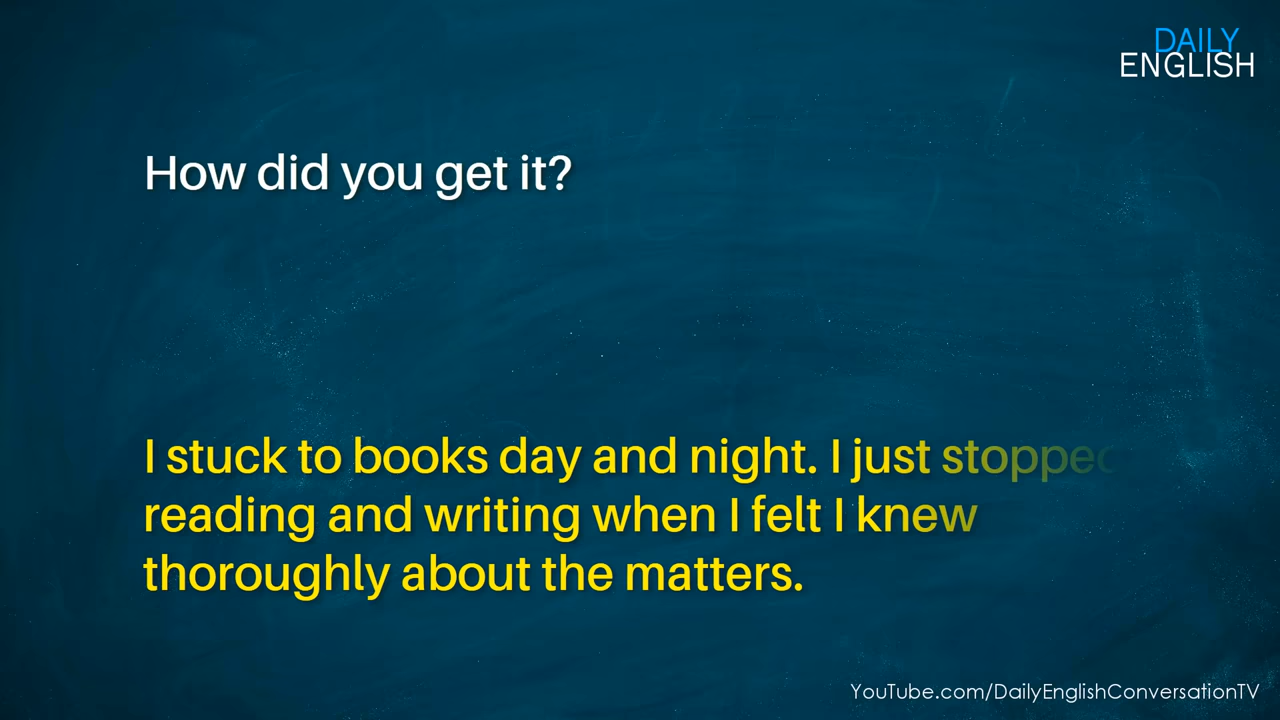 DAILY
ENGLISH
How did you get it?
I stuck to books day and night. I just stopped
reading and writing when I felt I knew
thoroughly about the matters.
YouTube.com/DailyEnglishConversationTV